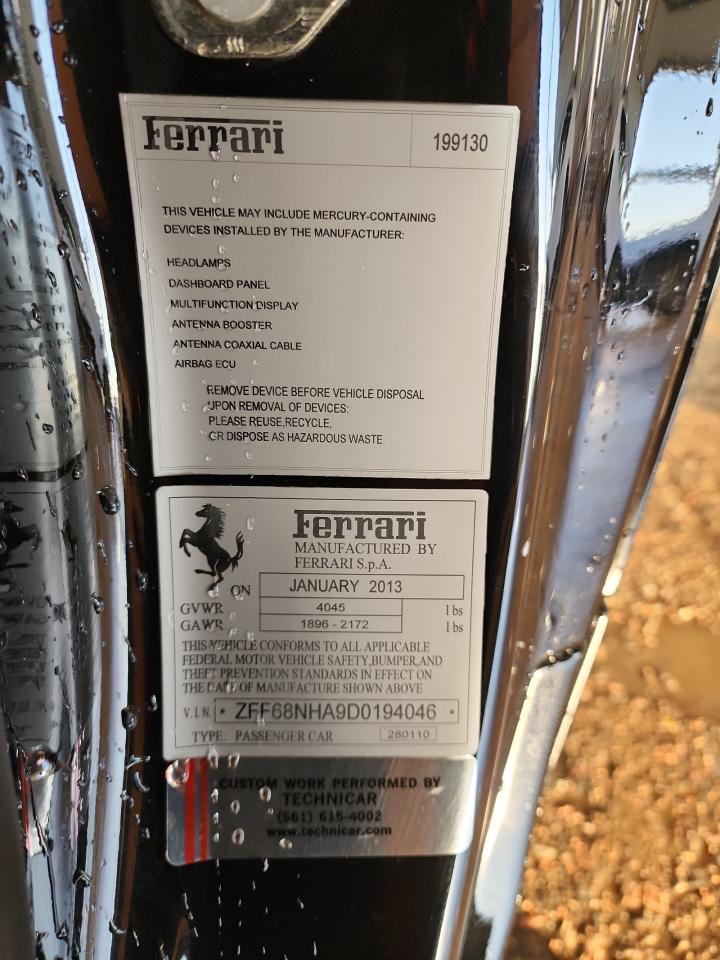 Ferrari
199130
THIS VEHICLE MAY INCLUDE MERCURY-CONTAINING
DEVICES INSTALLED BY THE MANUFACTURER:
HEADLAMPS
DASHBOARD PANEL
MULTIFUNCTION DISPLAY
ANTENNA BOOSTER
ANTENNA COAXIAL CABLE
AIRBAG ECU
REMOVE DEVICE BEFORE VEHICLE DISPOSAL
UPON REMOVAL OF DEVICES:
PLEASE REUSE,RECYCLE,
OR DISPOSE AS HAZARDOUS WASTE
Ferrari
MANUFACTURED BY
FERRARI S.p.A.
ON JANUARY 2013
GVWR 4045 lbs
GAWR 1896 - 2172 lbs
THIS VEHICLE CONFORMS TO ALL APPLICABLE
FEDERAL MOTOR VEHICLE SAFETY,BUMPER,AND
THEFT PREVENTION STANDARDS IN EFFECT ON
THE DATE OF MANUFACTURE SHOWN ABOVE
V.I.N. * ZFF68NHA9D0194046 *
TYPE: PASSENGER CAR 280110
CUSTOM WORK PERFORMED BY
TECHNICAR
(561) 615-4002
www.technicar.com